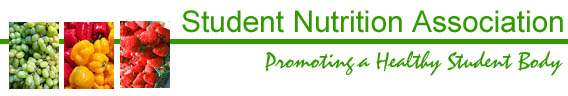 Student Nutrition Association
Promoting a Healthy Student Body